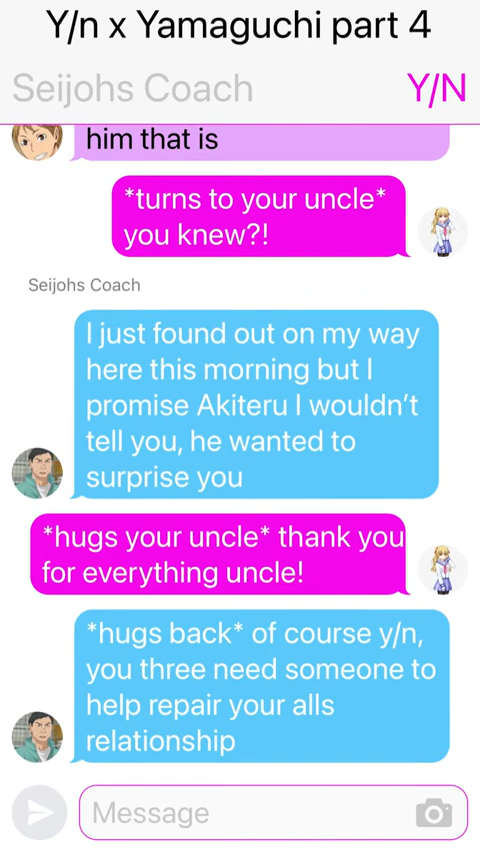 Y/n x Yamaguchi part 4
Seijohs Coach
Y/N
him that is
*turns to your uncle*
you knew?!
Seijohs Coach
I just found out on my way
here this morning but I
promise Akiteru I wouldn't
tell you, he wanted to
surprise you
*hugs your uncle* thank you
for everything uncle!
*hugs back* of course y/n,
you three need someone to
help repair your alls
relationship
Message